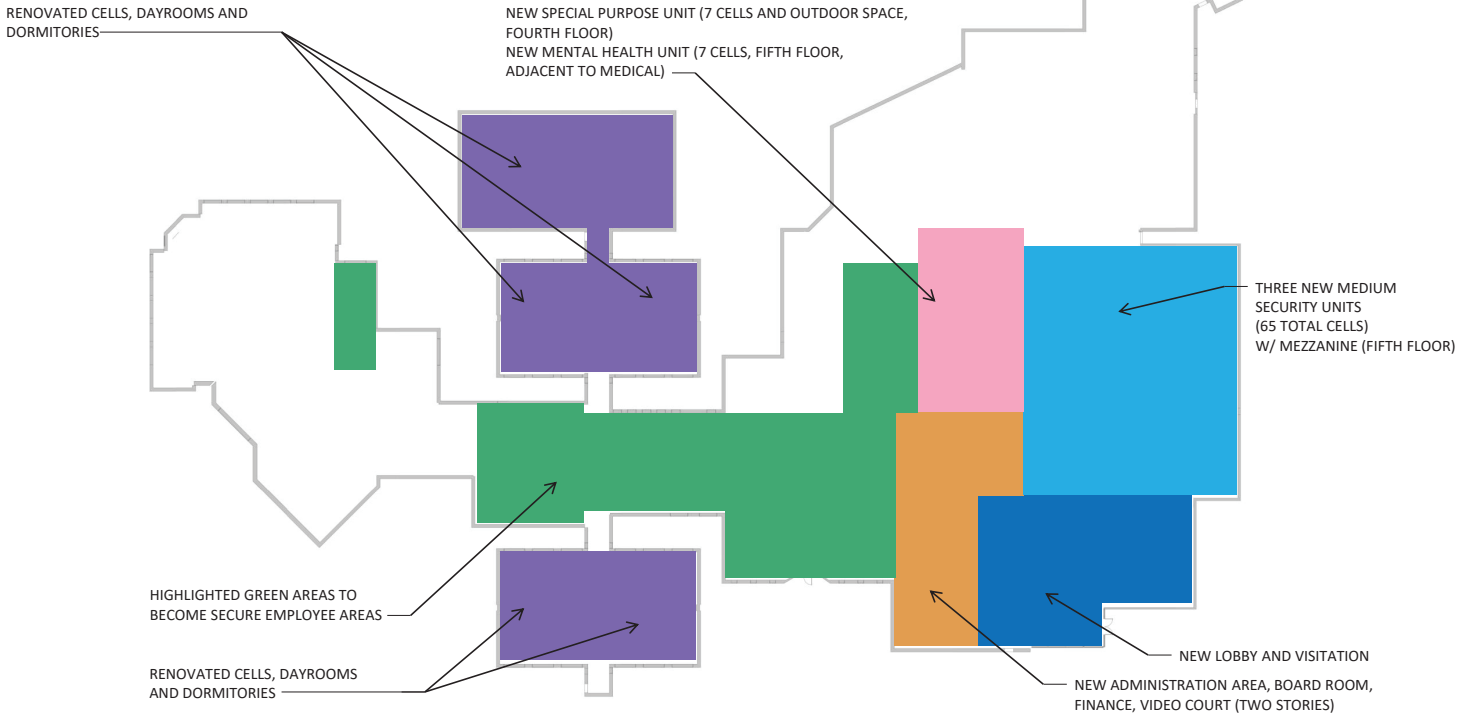 RENOVATED CELLS, DAYROOMS AND
DORMITORIES
NEW SPECIAL PURPOSE UNIT (7 CELLS AND OUTDOOR SPACE,
FOURTH FLOOR)
NEW MENTAL HEALTH UNIT (7 CELLS, FIFTH FLOOR,
ADJACENT TO MEDICAL)
THREE NEW MEDIUM
SECURITY UNITS
(65 TOTAL CELLS)
W/ MEZZANINE (FIFTH FLOOR)
HIGHLIGHTED GREEN AREAS TO
BECOME SECURE EMPLOYEE AREAS
RENOVATED CELLS, DAYROOMS
AND DORMITORIES
NEW LOBBY AND VISITATION
NEW ADMINISTRATION AREA, BOARD ROOM,
FINANCE, VIDEO COURT (TWO STORIES)